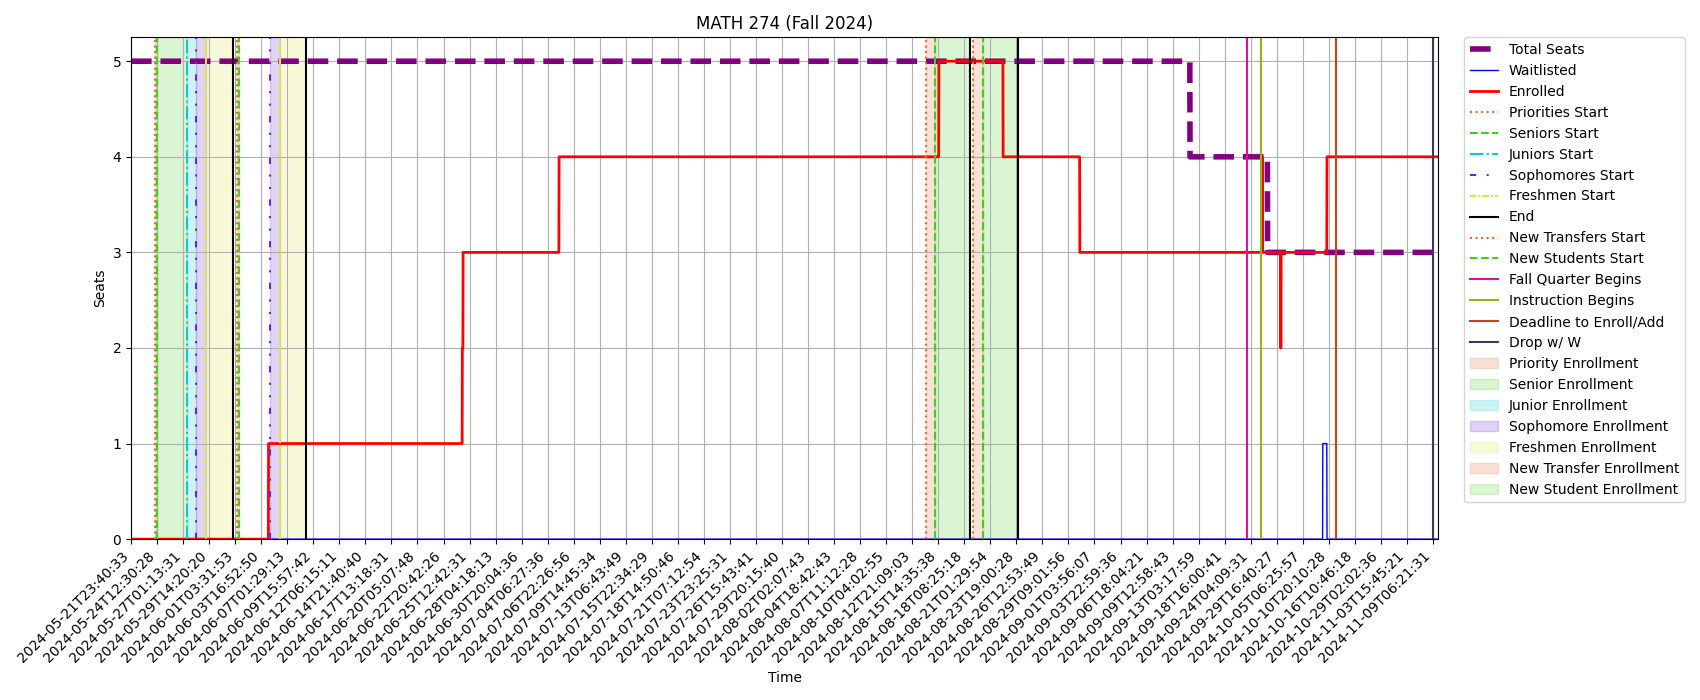 MATH 274 (Fall 2024)
5
4
3
2
1
0
Seats
2024-05-21T23:40:33
2024-05-24T12:30:28
2024-05-27T01:13:31
2024-05-29T14:20:20
2024-06-01T03:31:53
2024-06-03T16:52:50
2024-06-07T01:29:13
2024-06-09T15:57:42
2024-06-12T06:15:11
2024-06-14T21:40:40
2024-06-17T13:18:31
2024-06-20T05:07:48
2024-06-22T20:42:26
2024-06-25T12:42:31
2024-06-28T04:18:13
2024-06-30T20:04:36
2024-07-04T06:27:36
2024-07-06T22:26:56
2024-07-09T14:45:34
2024-07-13T06:43:49
2024-07-15T22:34:29
2024-07-18T14:50:46
2024-07-21T07:12:54
2024-07-23T23:25:31
2024-07-26T15:43:41
2024-07-29T20:15:40
2024-08-02T02:07:43
2024-08-04T18:42:43
2024-08-07T11:12:28
2024-08-10T04:02:55
2024-08-12T21:09:03
2024-08-15T14:35:38
2024-08-18T08:25:18
2024-08-21T01:29:54
2024-08-23T19:00:28
2024-08-26T12:53:49
2024-08-29T09:01:56
2024-09-01T03:56:07
2024-09-03T22:59:36
2024-09-06T18:04:21
2024-09-09T12:58:43
2024-09-13T03:17:59
2024-09-18T16:00:41
2024-09-24T04:09:31
2024-09-29T16:40:27
2024-10-05T06:25:57
2024-10-10T20:10:28
2024-10-16T10:46:18
2024-10-29T02:02:36
2024-11-03T15:45:21
2024-11-09T06:21:31
Time
Total Seats
Waitlisted
Enrolled
Priorities Start
Seniors Start
Juniors Start
Sophomores Start
Freshmen Start
End
New Transfers Start
New Students Start
Fall Quarter Begins
Instruction Begins
Deadline to Enroll/Add
Drop w/ W
Priority Enrollment
Senior Enrollment
Junior Enrollment
Sophomore Enrollment
Freshmen Enrollment
New Transfer Enrollment
New Student Enrollment